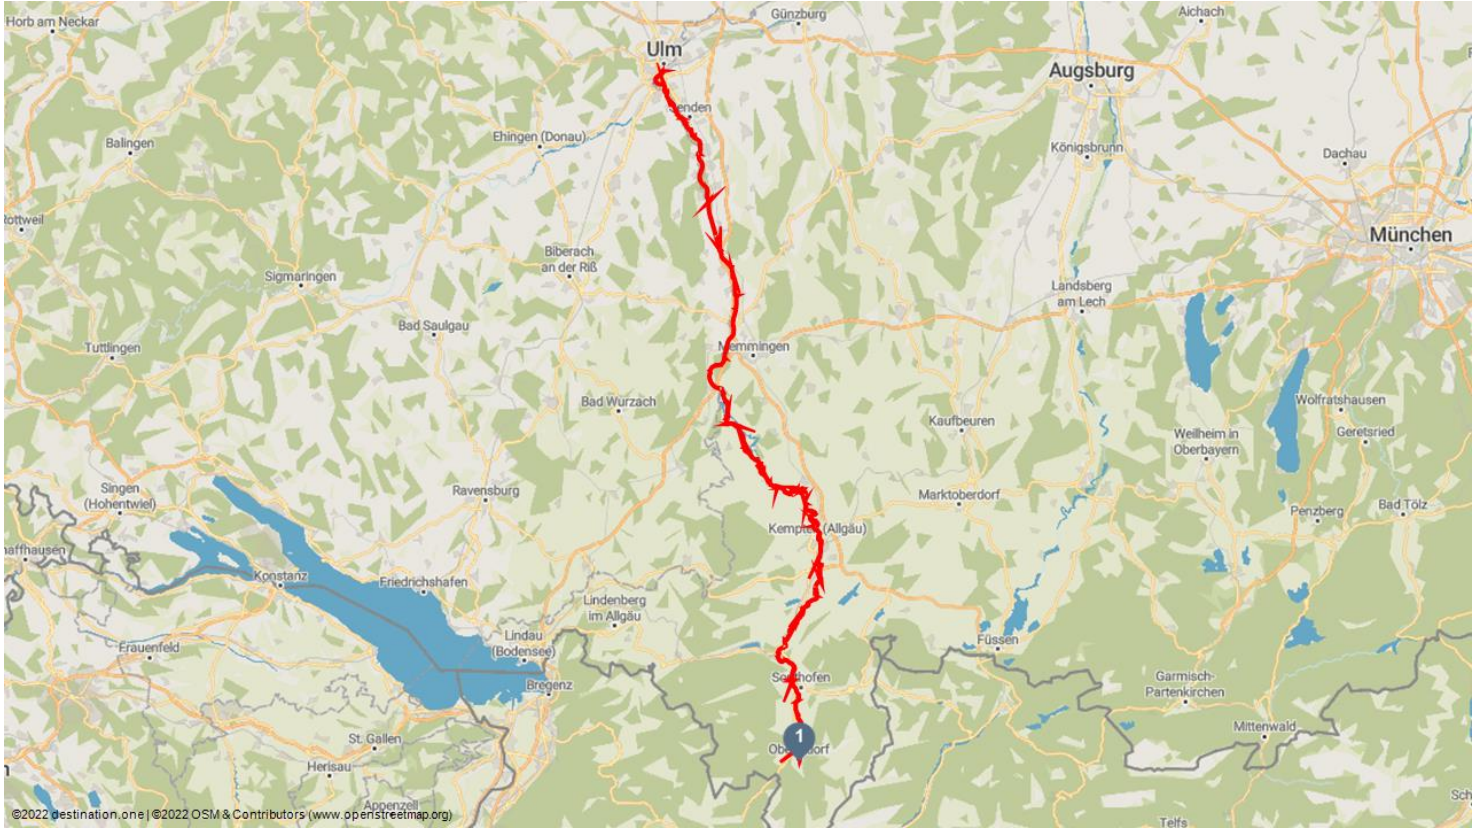 Horb am Neckar
Günzburg
Aichach
Ulm
Augsburg
Ehingen (Donau)
Balingen
Königsbrunn
Dachau
München
Biberach
an der Riß
Sigmaringen
Landsberg
am Lech
Bad Saulgau
Tuttlingen
Memmingen
Bad Wurzach
Wolfratshausen
Kaufbeuren
Weilheim in
Oberbayern
Geretsried
Singen
(Hohentwiel)
Ravensburg
Marktoberdorf
Bad Tölz
Penzberg
Konstanz
Friedrichshafen
Lindenberg
im Allgäu
Lindau
(Bodensee)
Füssen
Frauenfeld
Bregenz
Garmisch-
Partenkirchen
Mittenwald
St. Gallen
1
Herisau
Appenzell
Telfs
©2022 destination.one | ©2022 OSM & Contributors (www.openstreetmap.org)